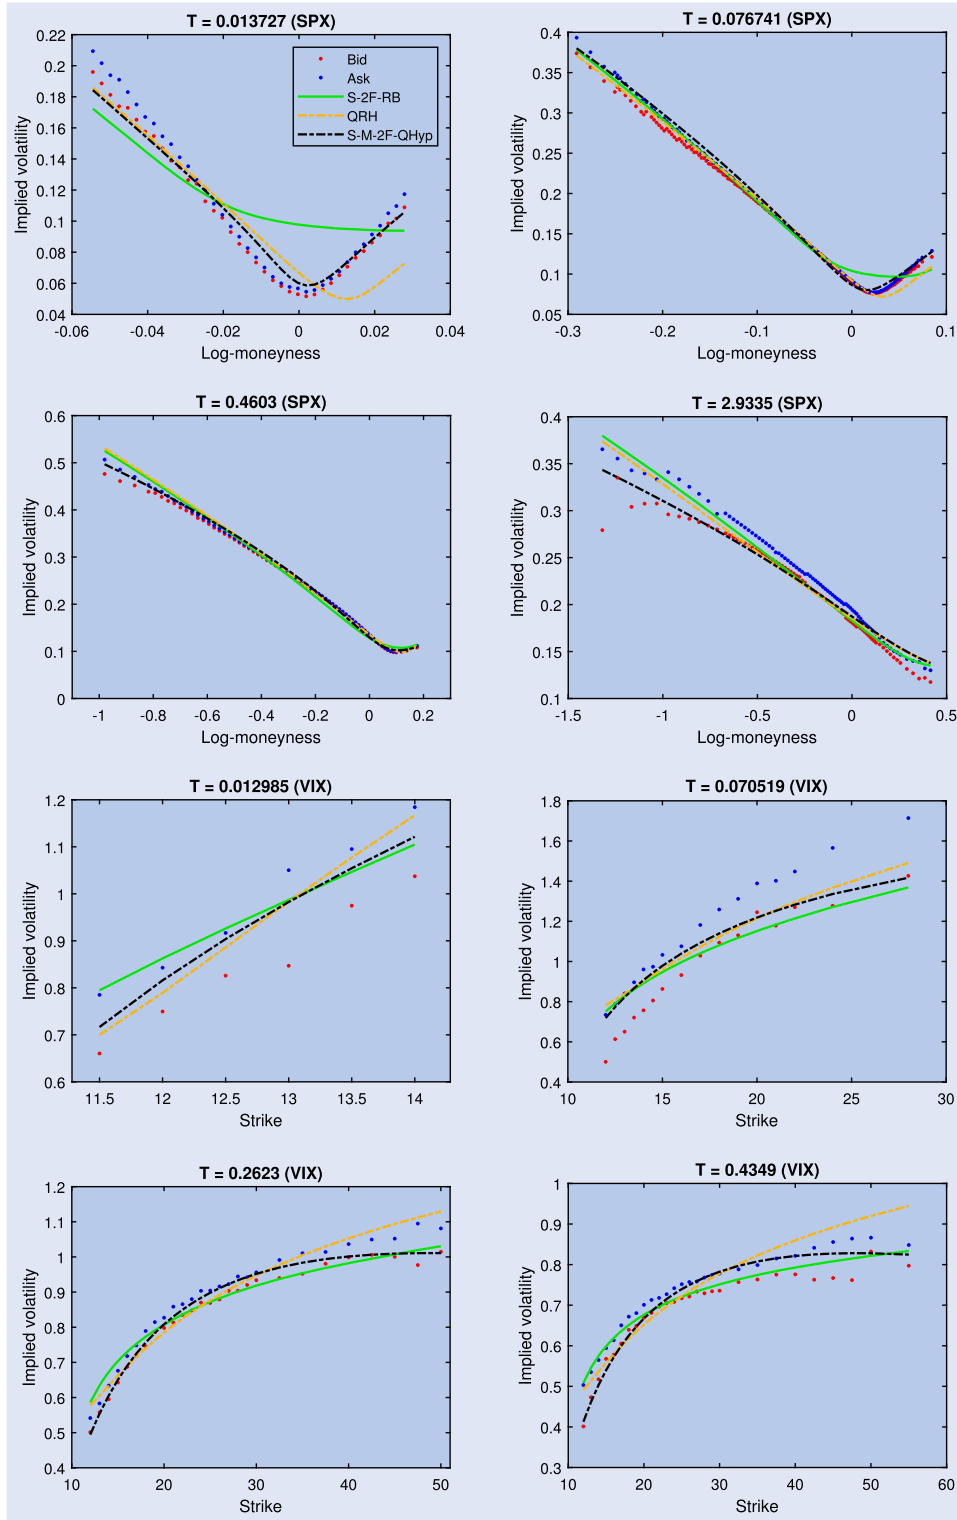 T = 0.013727 (SPX)
0.22
0.2
0.18
0.16
0.14
0.12
0.1
0.08
0.06
0.04
Implied volatility
Bid
Ask
S-2F-RB
QRH
S-M-2F-QHyp
-0.06 -0.04 -0.02 0 0.02 0.04
Log-moneyness
T = 0.076741 (SPX)
0.4
0.35
0.3
0.25
0.2
0.15
0.1
0.05
Implied volatility
-0.3 -0.2 -0.1 0 0.1
Log-moneyness
T = 0.4603 (SPX)
0.6
0.5
0.4
0.3
0.2
0.1
0
Implied volatility
-1 -0.8 -0.6 -0.4 -0.2 0 0.2
Log-moneyness
T = 2.9335 (SPX)
0.4
0.35
0.3
0.25
0.2
0.15
0.1
Implied volatility
-1.5 -1 -0.5 0 0.5
Log-moneyness
T = 0.012985 (VIX)
1.2
1.1
1
0.9
0.8
0.7
0.6
Implied volatility
11.5 12 12.5 13 13.5 14
Strike
T = 0.070519 (VIX)
1.8
1.6
1.4
1.2
1
0.8
0.6
0.4
Implied volatility
10 15 20 25 30
Strike
T = 0.2623 (VIX)
1.2
1.1
1
0.9
0.8
0.7
0.6
0.5
0.4
Implied volatility
10 20 30 40 50
Strike
T = 0.4349 (VIX)
1
0.9
0.8
0.7
0.6
0.5
0.4
0.3
Implied volatility
10 20 30 40 50 60
Strike